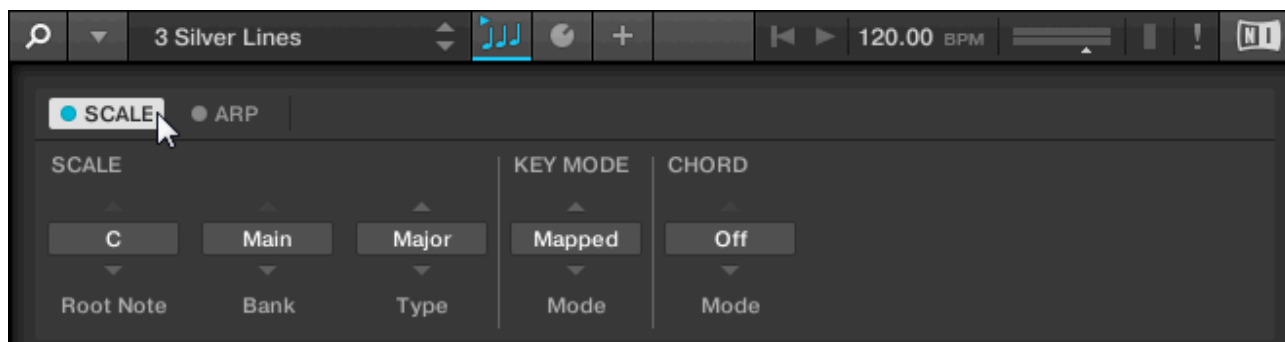 3 Silver Lines 120.00 BPM ! NI
SCALE ARP
SCALE KEY MODE CHORD
C Main Major Mapped Off
Root Note Bank Type Mode Mode